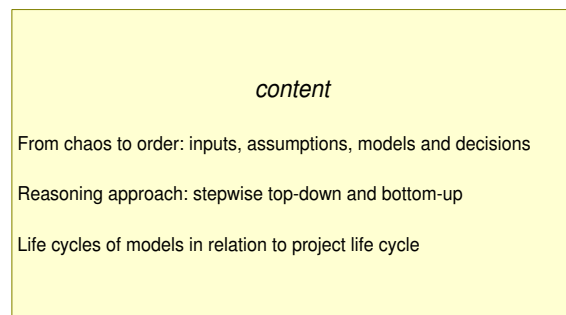 content
From chaos to order: inputs, assumptions, models and decisions
Reasoning approach: stepwise top-down and bottom-up
Life cycles of models in relation to project life cycle